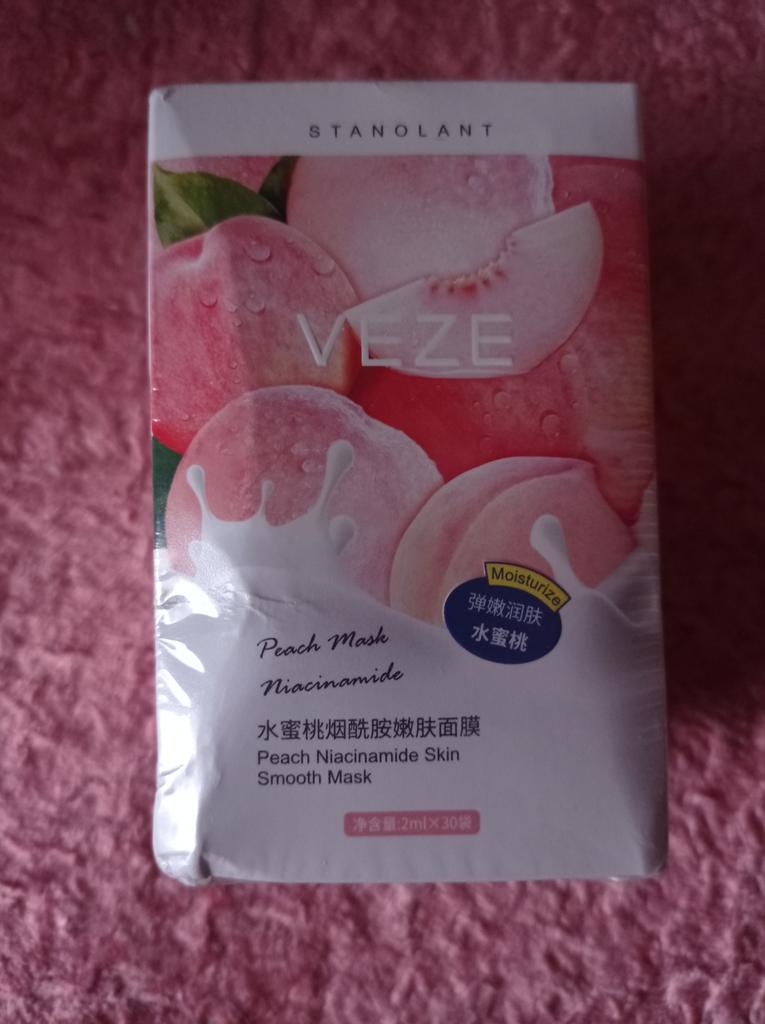 STANOLANT
VEZE
Moisturize
弹嫩润肤
水蜜桃
Peach Mask
Niacinamide
水蜜桃烟酰胺嫩肤面膜
Peach Niacinamide Skin
Smooth Mask
净含量:2ml×30袋